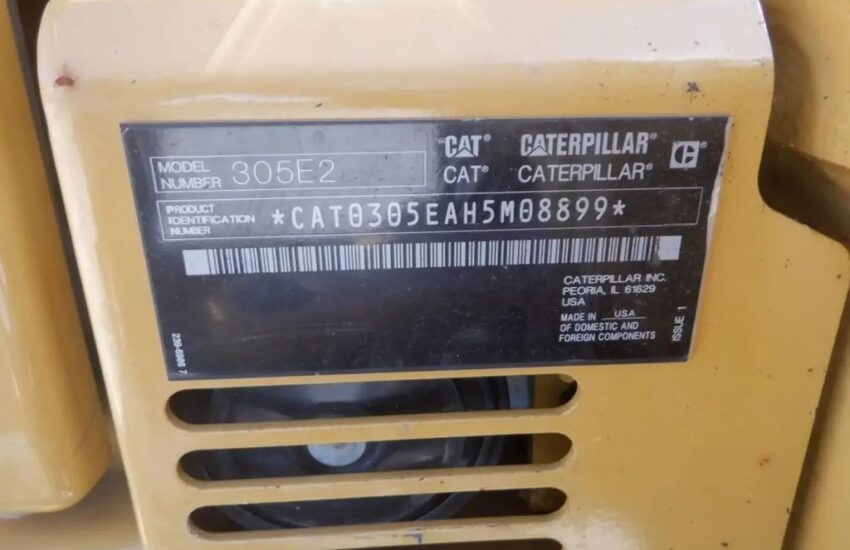 "CAT® CATERPILLAR®
CAT® CATERPILLAR®
MODEL NUMBER 305E2
PRODUCT IDENTIFICATION NUMBER *CAT0305EAH5M08899*
CATERPILLAR INC.
PEORIA, IL 61629
USA
MADE IN USA
OF DOMESTIC AND
FOREIGN COMPONENTS
ISSUE 1